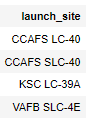 launch_site
CCAFS LC-40
CCAFS SLC-40
KSC LC-39A
VAFB SLC-4E